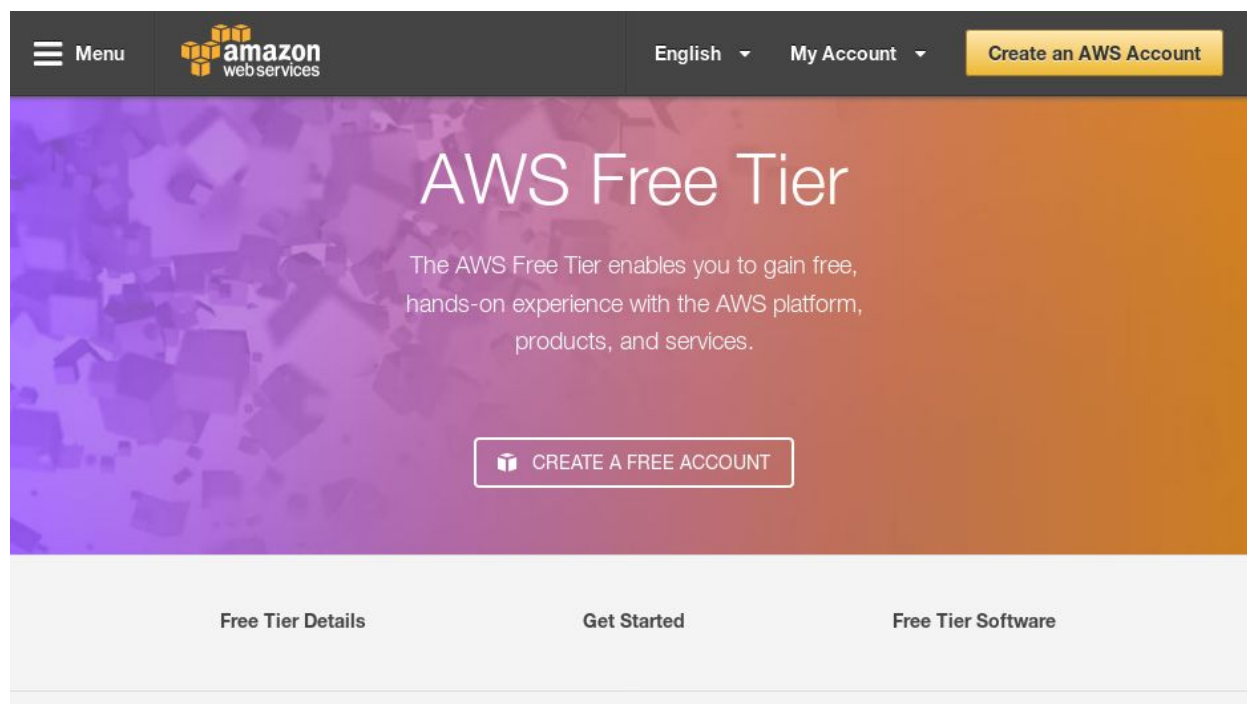 Menu
amazon
webservices
English
My Account
Create an AWS Account
AWS Free Tier
The AWS Free Tier enables you to gain free,
hands-on experience with the AWS platform,
products, and services.
CREATE A FREE ACCOUNT
Free Tier Details
Get Started
Free Tier Software